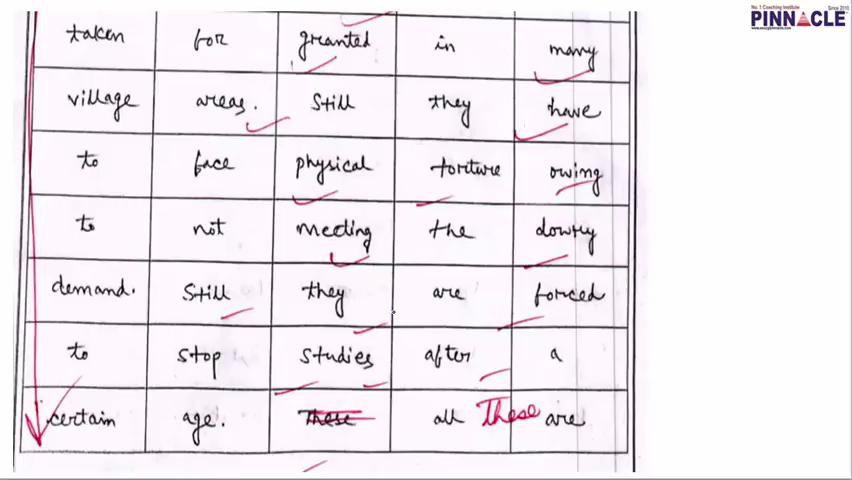 No. 1 Coaching Institute Since 2010
PINNACLE
taken for granted in many
village areas. Still they have
to face physical torture owing
to not meeting the dowry
demand. Still they are forced
to stop studies after a
certain age. These all These are